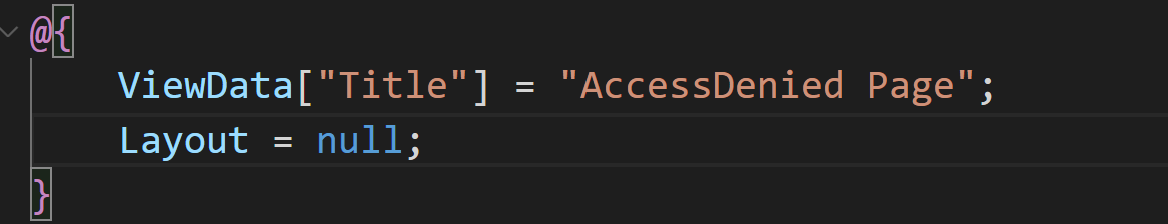 @{
ViewData["Title"] = "AccessDenied Page";
Layout = null;
}